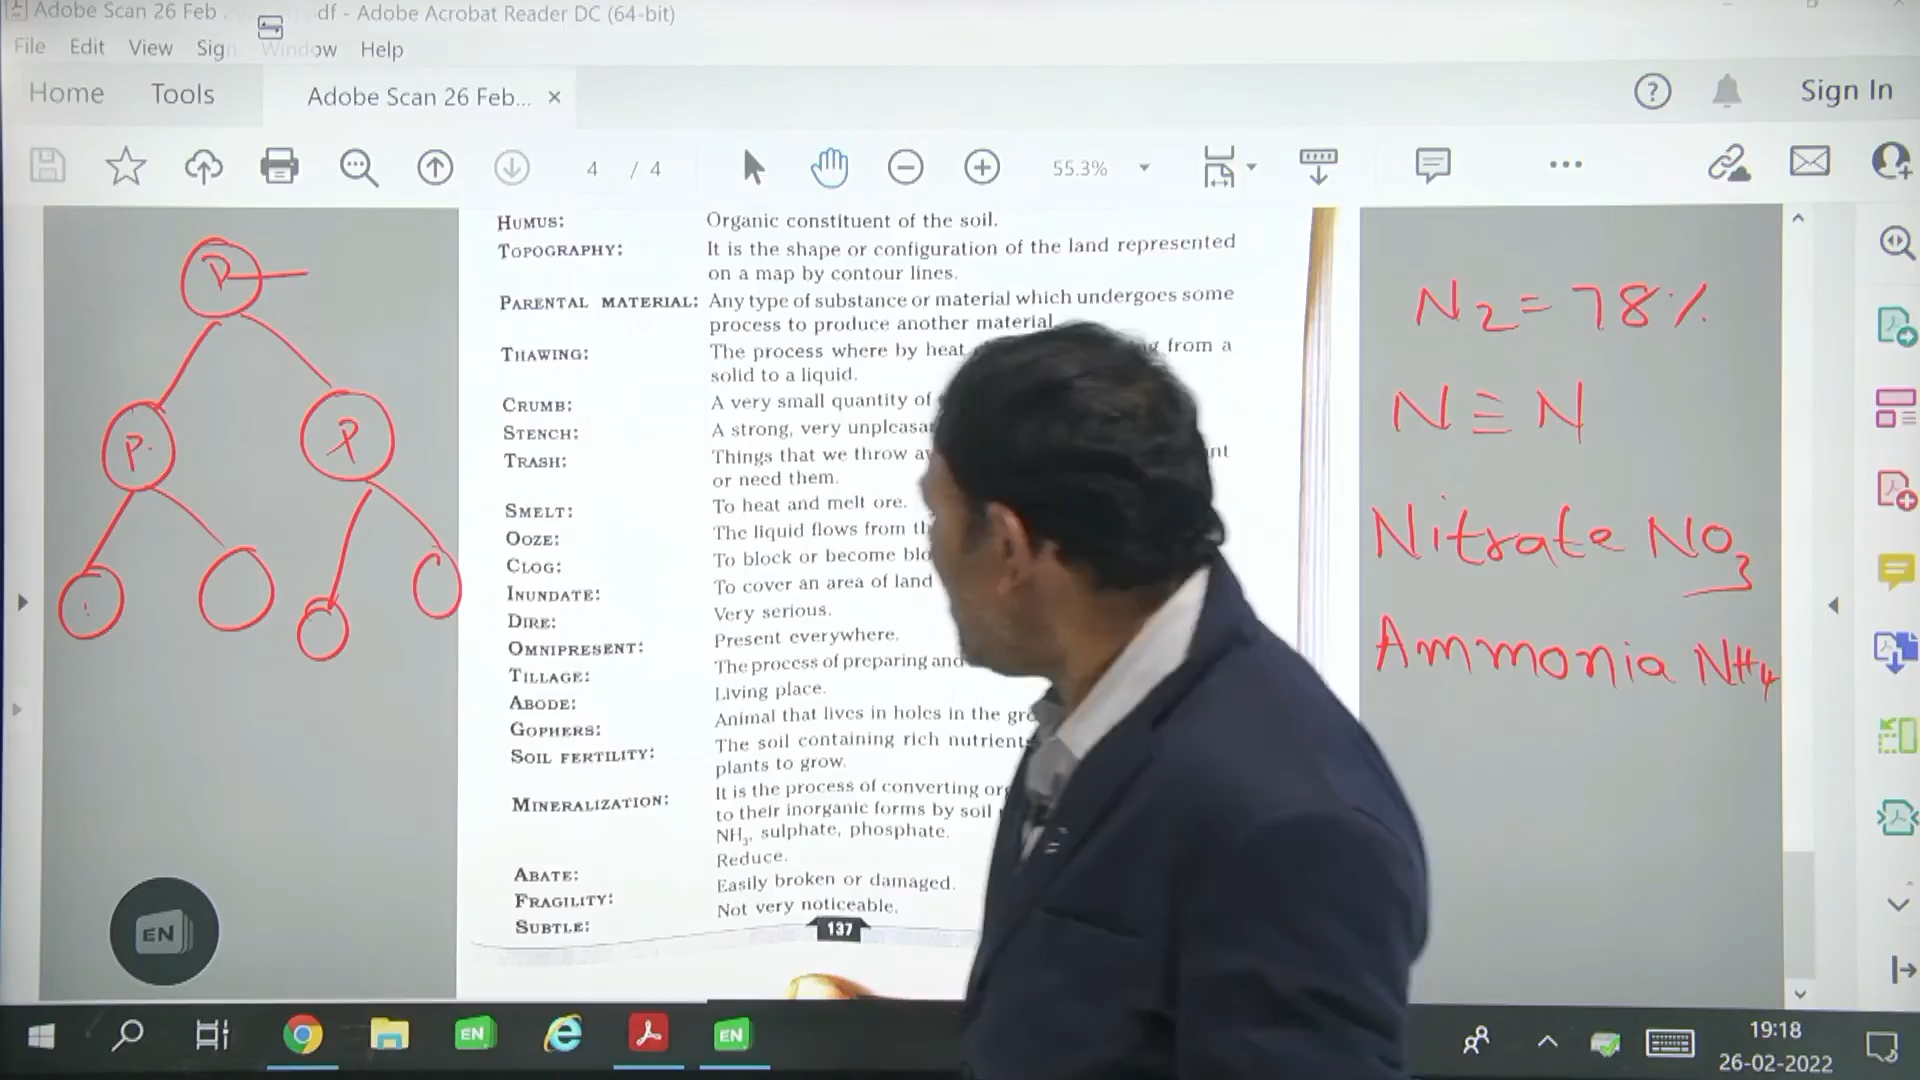 Adobe Scan 26 Feb pdf - Adobe Acrobat Reader DC (64-bit)
File Edit View Sign Window Help
Home Tools Adobe Scan 26 Feb... × Sign In
4 / 4 55.3%
P
P. P
HUMUS: Organic constituent of the soil.
TOPOGRAPHY: It is the shape or configuration of the land represented
on a map by contour lines.
PARENTAL MATERIAL: Any type of substance or material which undergoes some
process to produce another material.
THAWING: The process where by heat from a
solid to a liquid.
CRUMB: A very small quantity of
STENCH: A strong, very
TRASH: Things that we throw
or need them.
SMELT: To heat and melt ore.
OOZE: The liquid flows from
CLOG: To block or become
INUNDATE: To cover an area of land
DIRE: Very serious.
OMNIPRESENT: Present everywhere.
TILLAGE: The process of preparing and
ABODE: Living place.
GOPHERS: Animal that lives in holes in the
SOIL FERTILITY: The soil containing rich nutrients
plants to grow.
MINERALIZATION: It is the process of converting
to their inorganic forms by soil
NH3, sulphate, phosphate.
ABATE: Reduce.
FRAGILITY: Easily broken or damaged.
SUBTLE: Not very noticeable.
137
N2 = 78%
N ≡ N
Nitrate NO3
Ammonia NH4
EN
EN EN
19:18
26-02-2022